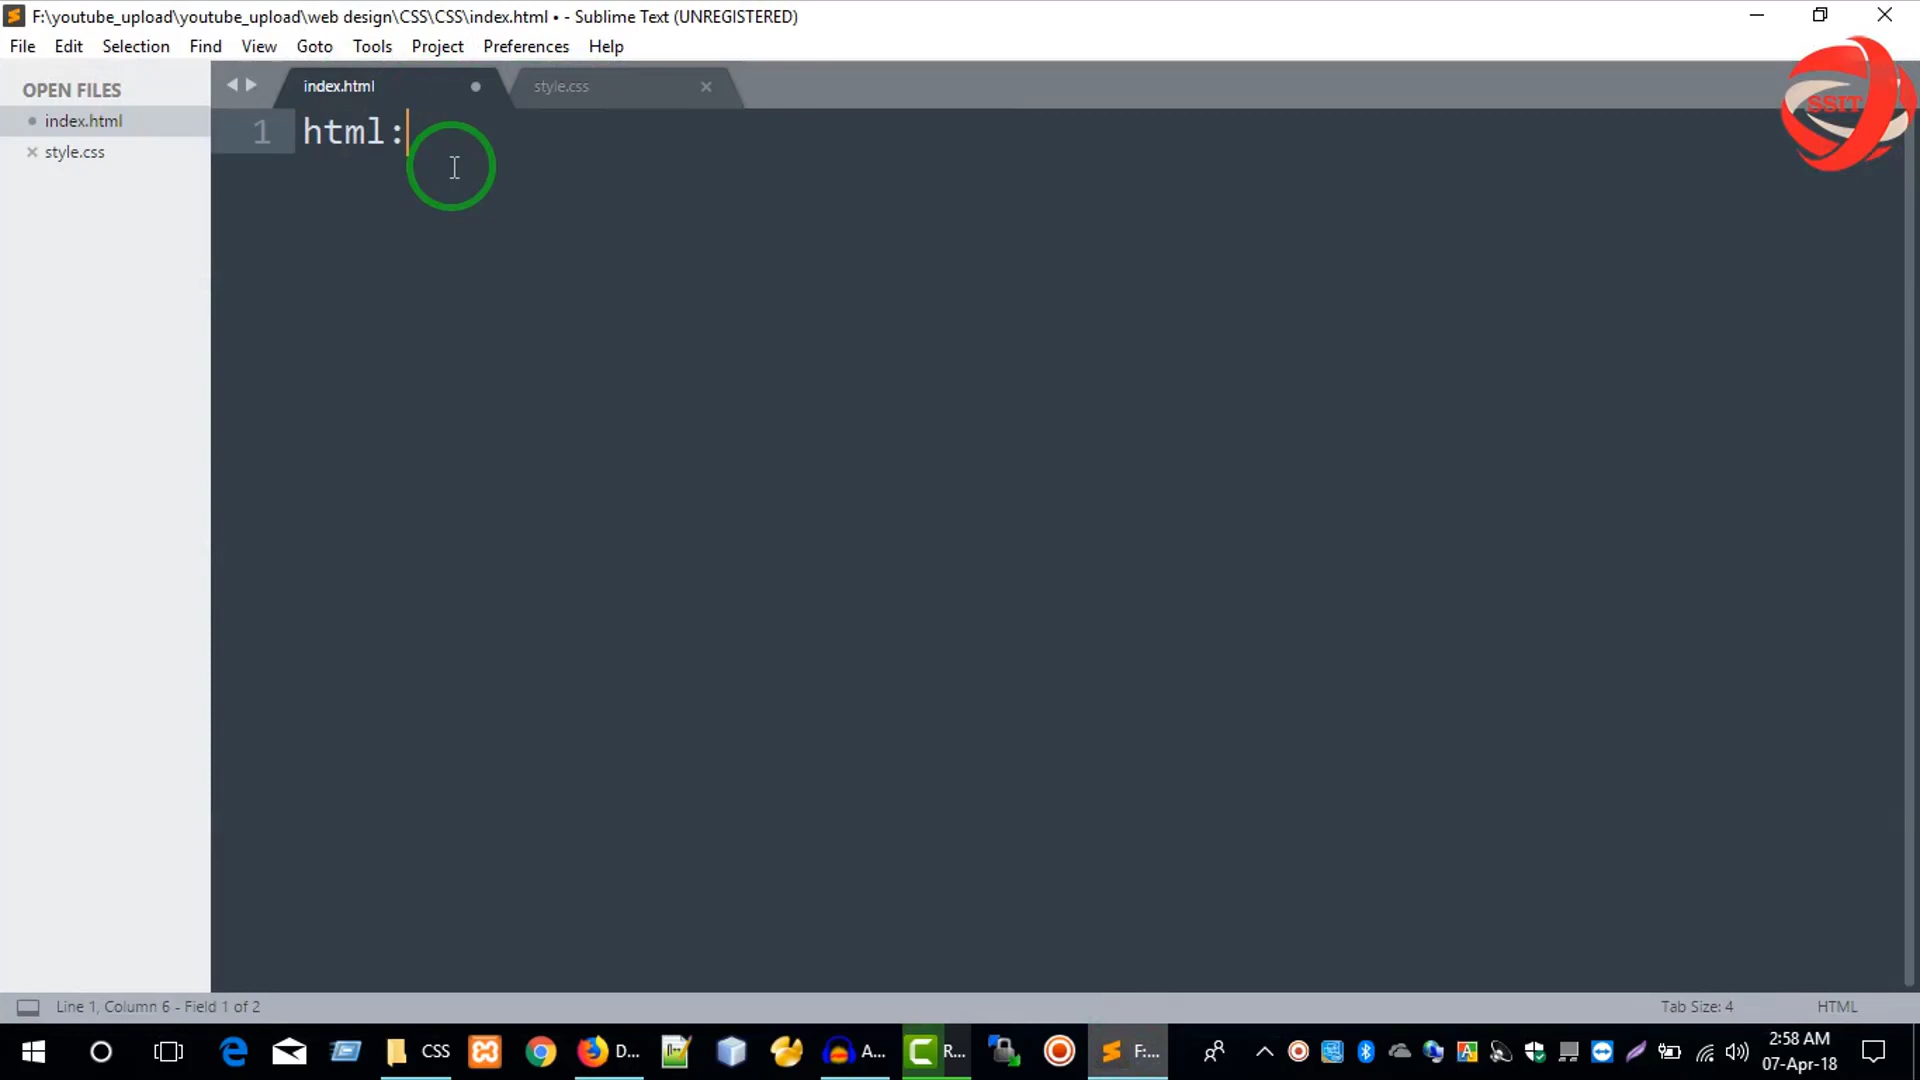 F:\youtube_upload\youtube_upload\web design\CSS\CSS\index.html • - Sublime Text (UNREGISTERED)
File Edit Selection Find View Goto Tools Project Preferences Help
SSIT
OPEN FILES
index.html
style.css
index.html
style.css
1 html:
Line 1, Column 6 - Field 1 of 2
Tab Size: 4
HTML
CSS
D...
A...
R...
F:...
2:58 AM
07-Apr-18